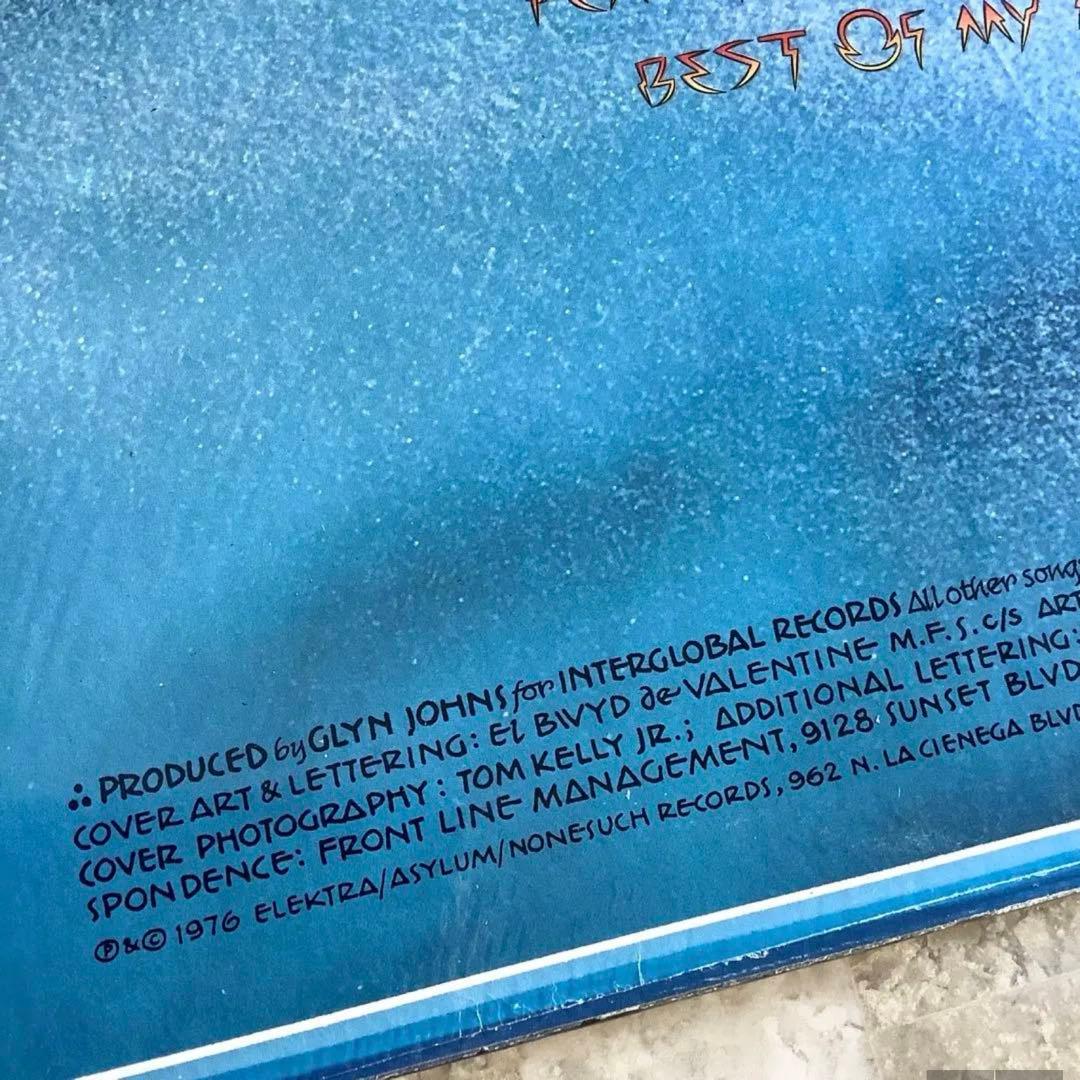 BEST OF MY
∴ PRODUCED by GLYN JOHNS for INTERGLOBAL RECORDS All other song
COVER ART & LETTERING: El BIVYD de VALENTINE M.F.S. c/s ART
COVER PHOTOGRAPHY: TOM KELLY JR.; ADDITIONAL LETTERING:
SPONDENCE: FRONT LINE MANAGEMENT, 9128 SUNSET BLVD
℗&© 1976 ELEKTRA/ASYLUM/NONESUCH RECORDS, 962 N. LA CIENEGA BLVD